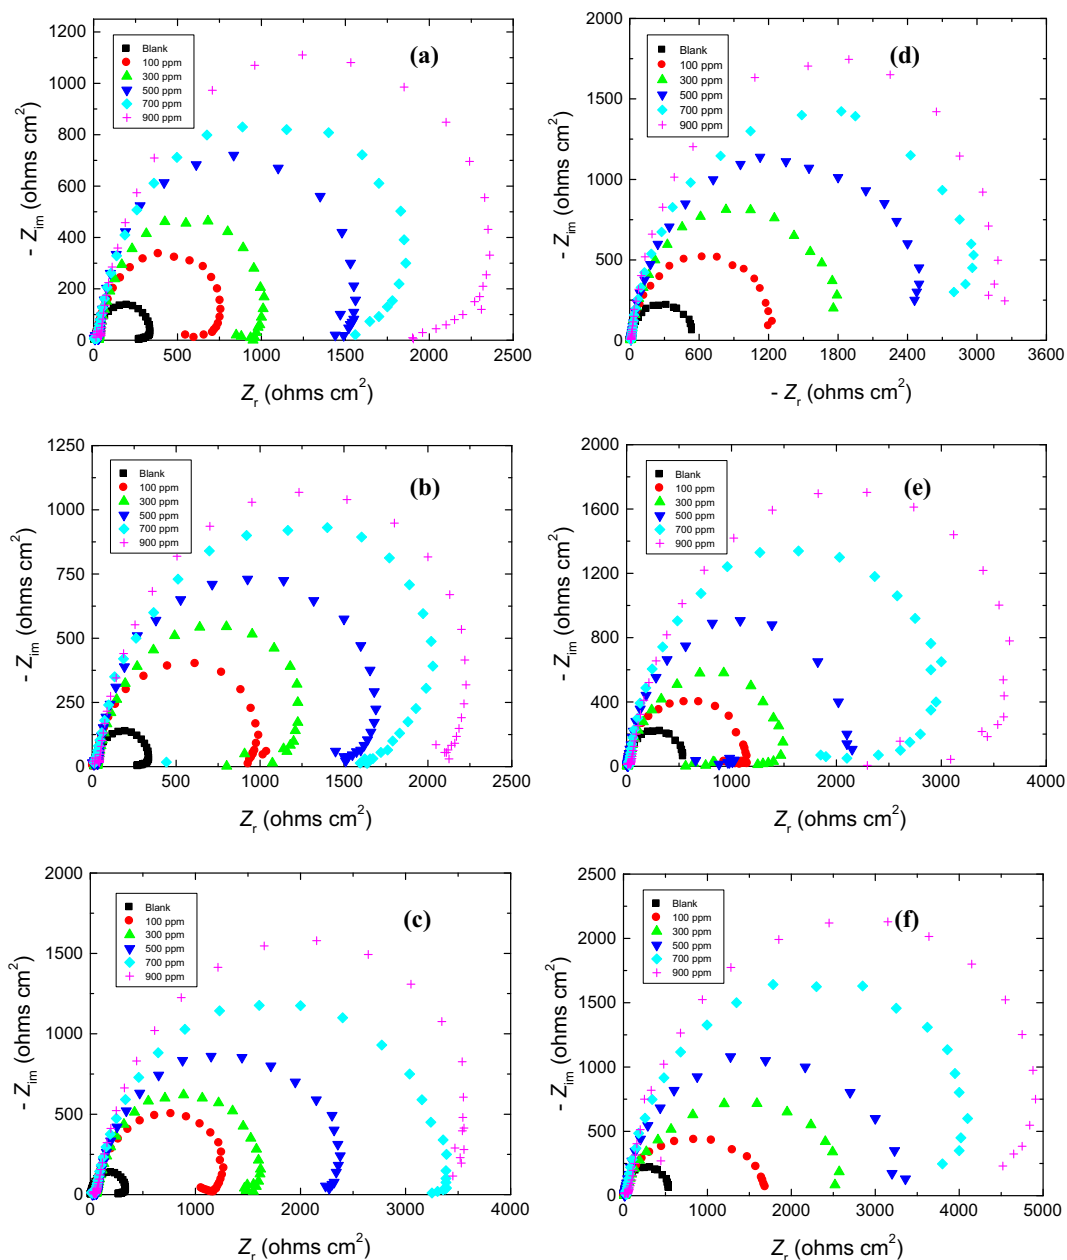 (a)
- Zim (ohms cm2)
1200
1000
800
600
400
200
0
Blank
100 ppm
300 ppm
500 ppm
700 ppm
900 ppm
0 500 1000 1500 2000 2500
Zr (ohms cm2)
(d)
- Zim (ohms cm2)
2000
1750
1500
1250
1000
750
500
250
0
Blank
100 ppm
300 ppm
500 ppm
700 ppm
900 ppm
0 600 1200 1800 2400 3000 3600
- Zr (ohms cm2)
(b)
- Zim (ohms cm2)
1250
1000
750
500
250
0
Blank
100 ppm
300 ppm
500 ppm
700 ppm
900 ppm
0 500 1000 1500 2000 2500
Zr (ohms cm2)
(e)
- Zim (ohms cm2)
2000
1600
1200
800
400
0
Blank
100 ppm
300 ppm
500 ppm
700 ppm
900 ppm
0 1000 2000 3000 4000
Zr (ohms cm2)
(c)
- Zim (ohms cm2)
2000
1500
1000
500
0
Blank
100 ppm
300 ppm
500 ppm
700 ppm
900 ppm
0 1000 2000 3000 4000
Zr (ohms cm2)
(f)
- Zim (ohms cm2)
2500
2000
1500
1000
500
0
Blank
100 ppm
300 ppm
500 ppm
700 ppm
900 ppm
0 1000 2000 3000 4000 5000
Zr (ohms cm2)